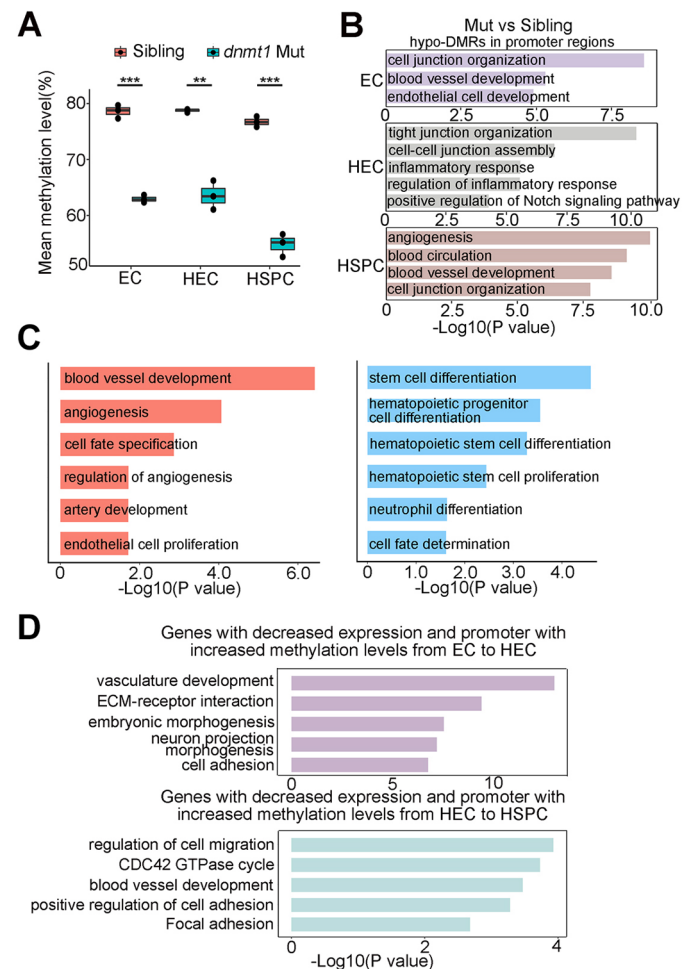 A
Sibling dnmt1 Mut
*** ** ***
Mean methylation level(%)
80
70
60
50
EC HEC HSPC
B
Mut vs Sibling
hypo-DMRs in promoter regions
EC
cell junction organization
blood vessel development
endothelial cell development
0 2.5 5.0 7.5
HEC
tight junction organization
cell-cell junction assembly
inflammatory response
regulation of inflammatory response
positive regulation of Notch signaling pathway
0 2.5 5.0 7.5 10.0
HSPC
angiogenesis
blood circulation
blood vessel development
cell junction organization
0 2.5 5.0 7.5 10.0
-Log10(P value)
C
blood vessel development
angiogenesis
cell fate specification
regulation of angiogenesis
artery development
endothelial cell proliferation
0 2.0 4.0 6.0
-Log10(P value)
stem cell differentiation
hematopoietic progenitor
cell differentiation
hematopoietic stem cell differentiation
hematopoietic stem cell proliferation
neutrophil differentiation
cell fate determination
0 1.0 2.0 3.0 4.0
-Log10(P value)
D
Genes with decreased expression and promoter with
increased methylation levels from EC to HEC
vasculature development
ECM-receptor interaction
embryonic morphogenesis
neuron projection
morphogenesis
cell adhesion
0 5 10
Genes with decreased expression and promoter with
increased methylation levels from HEC to HSPC
regulation of cell migration
CDC42 GTPase cycle
blood vessel development
positive regulation of cell adhesion
Focal adhesion
0 2 4
-Log10(P value)